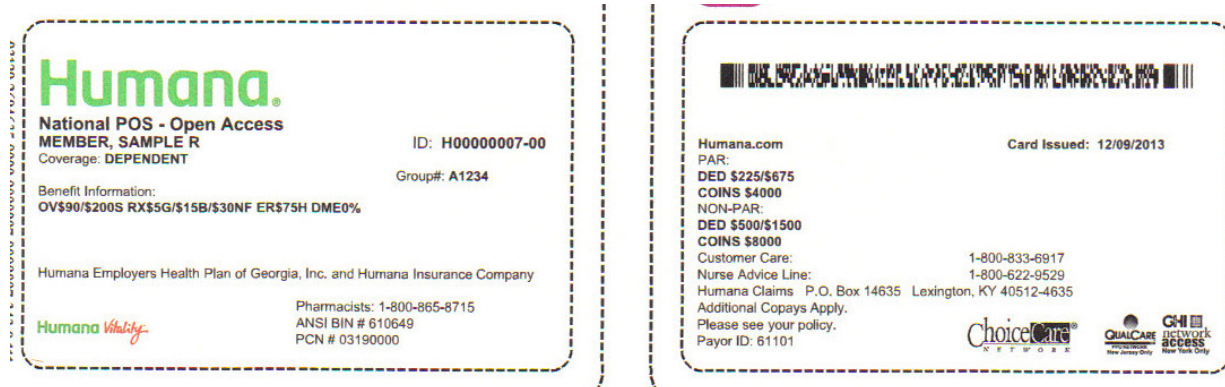 Humana®
National POS - Open Access
MEMBER, SAMPLE R ID: H00000007-00
Coverage: DEPENDENT
Group#: A1234
Benefit Information:
OV$90/$200S RX$5G/$15B/$30NF ER$75H DME0%
Humana Employers Health Plan of Georgia, Inc. and Humana Insurance Company
Pharmacists: 1-800-865-8715
ANSI BIN # 610649
PCN # 03190000
Humana Vitality
Humana.com Card Issued: 12/09/2013
PAR:
DED $225/$675
COINS $4000
NON-PAR:
DED $500/$1500
COINS $8000
Customer Care: 1-800-833-6917
Nurse Advice Line: 1-800-622-9529
Humana Claims P.O. Box 14635 Lexington, KY 40512-4635
Additional Copays Apply.
Please see your policy.
Payor ID: 61101
ChoiceCare®
NETWORK
QUALCARE
PPO NETWORK
New Jersey Only
GHI
network
access
New York Only